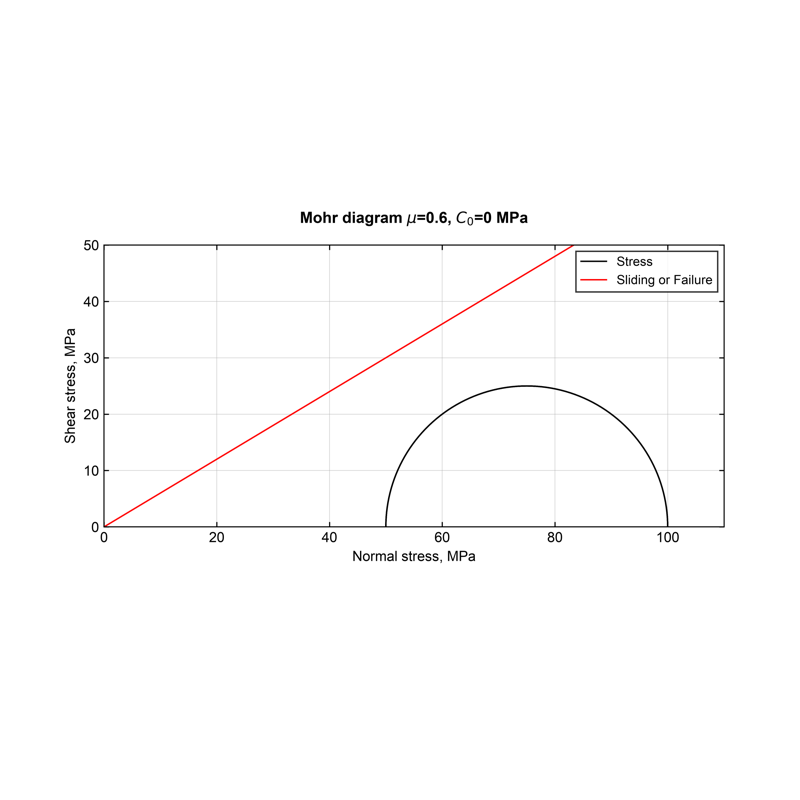 Mohr diagram μ=0.6, C₀=0 MPa
50
40
30
20
10
0
Shear stress, MPa
Stress
Sliding or Failure
0 20 40 60 80 100
Normal stress, MPa